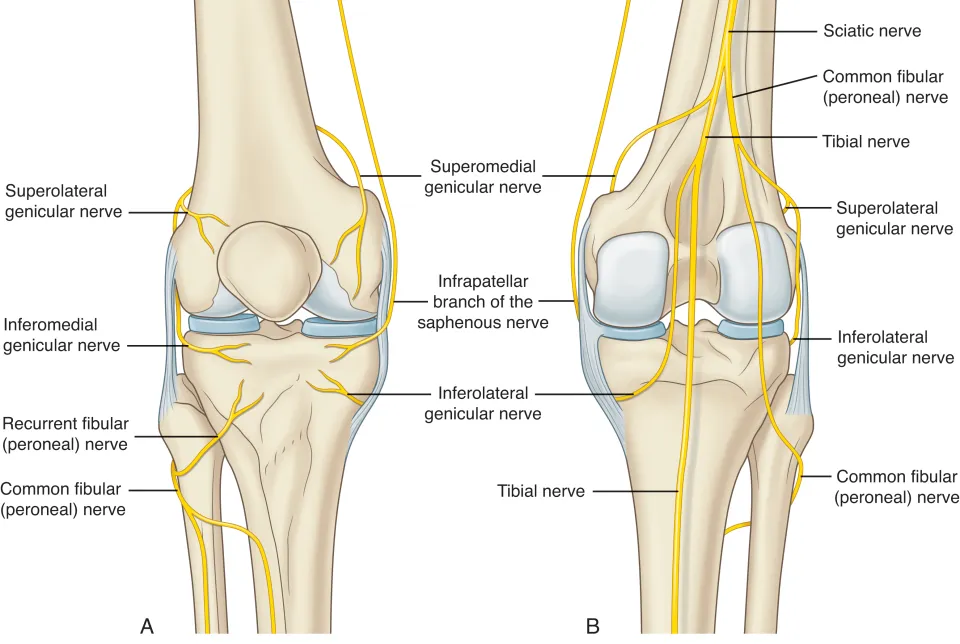 Superolateral
genicular nerve
Inferomedial
genicular nerve
Recurrent fibular
(peroneal) nerve
Common fibular
(peroneal) nerve
A
Superomedial
genicular nerve
Infrapatellar
branch of the
saphenous nerve
Inferolateral
genicular nerve
Tibial nerve
B
Sciatic nerve
Common fibular
(peroneal) nerve
Tibial nerve
Superolateral
genicular nerve
Inferolateral
genicular nerve
Common fibular
(peroneal) nerve